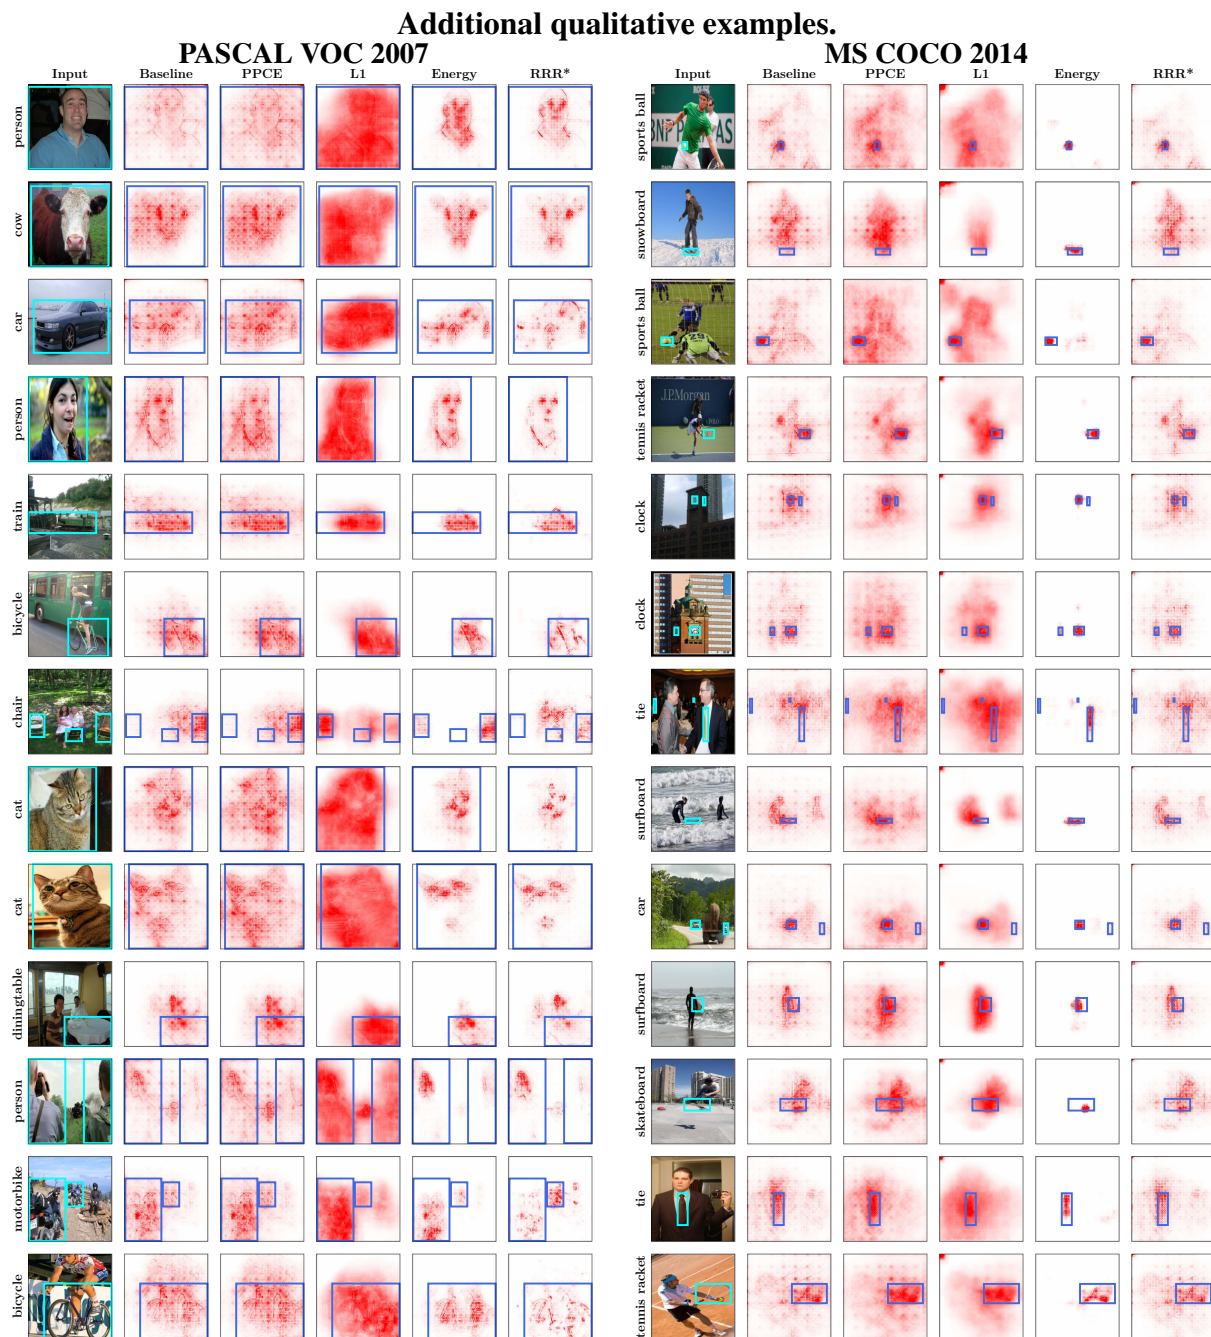 Additional qualitative examples.
PASCAL VOC 2007 MS COCO 2014
Input Baseline PPCE L1 Energy RRR* Input Baseline PPCE L1 Energy RRR*
person sports ball
cow snowboard
car sports ball
person tennis racket
J.P.Morgan
train clock
bicycle clock
chair tie
cat surfboard
cat car
diningtable surfboard
person skateboard
motorbike tie
bicycle tennis racket